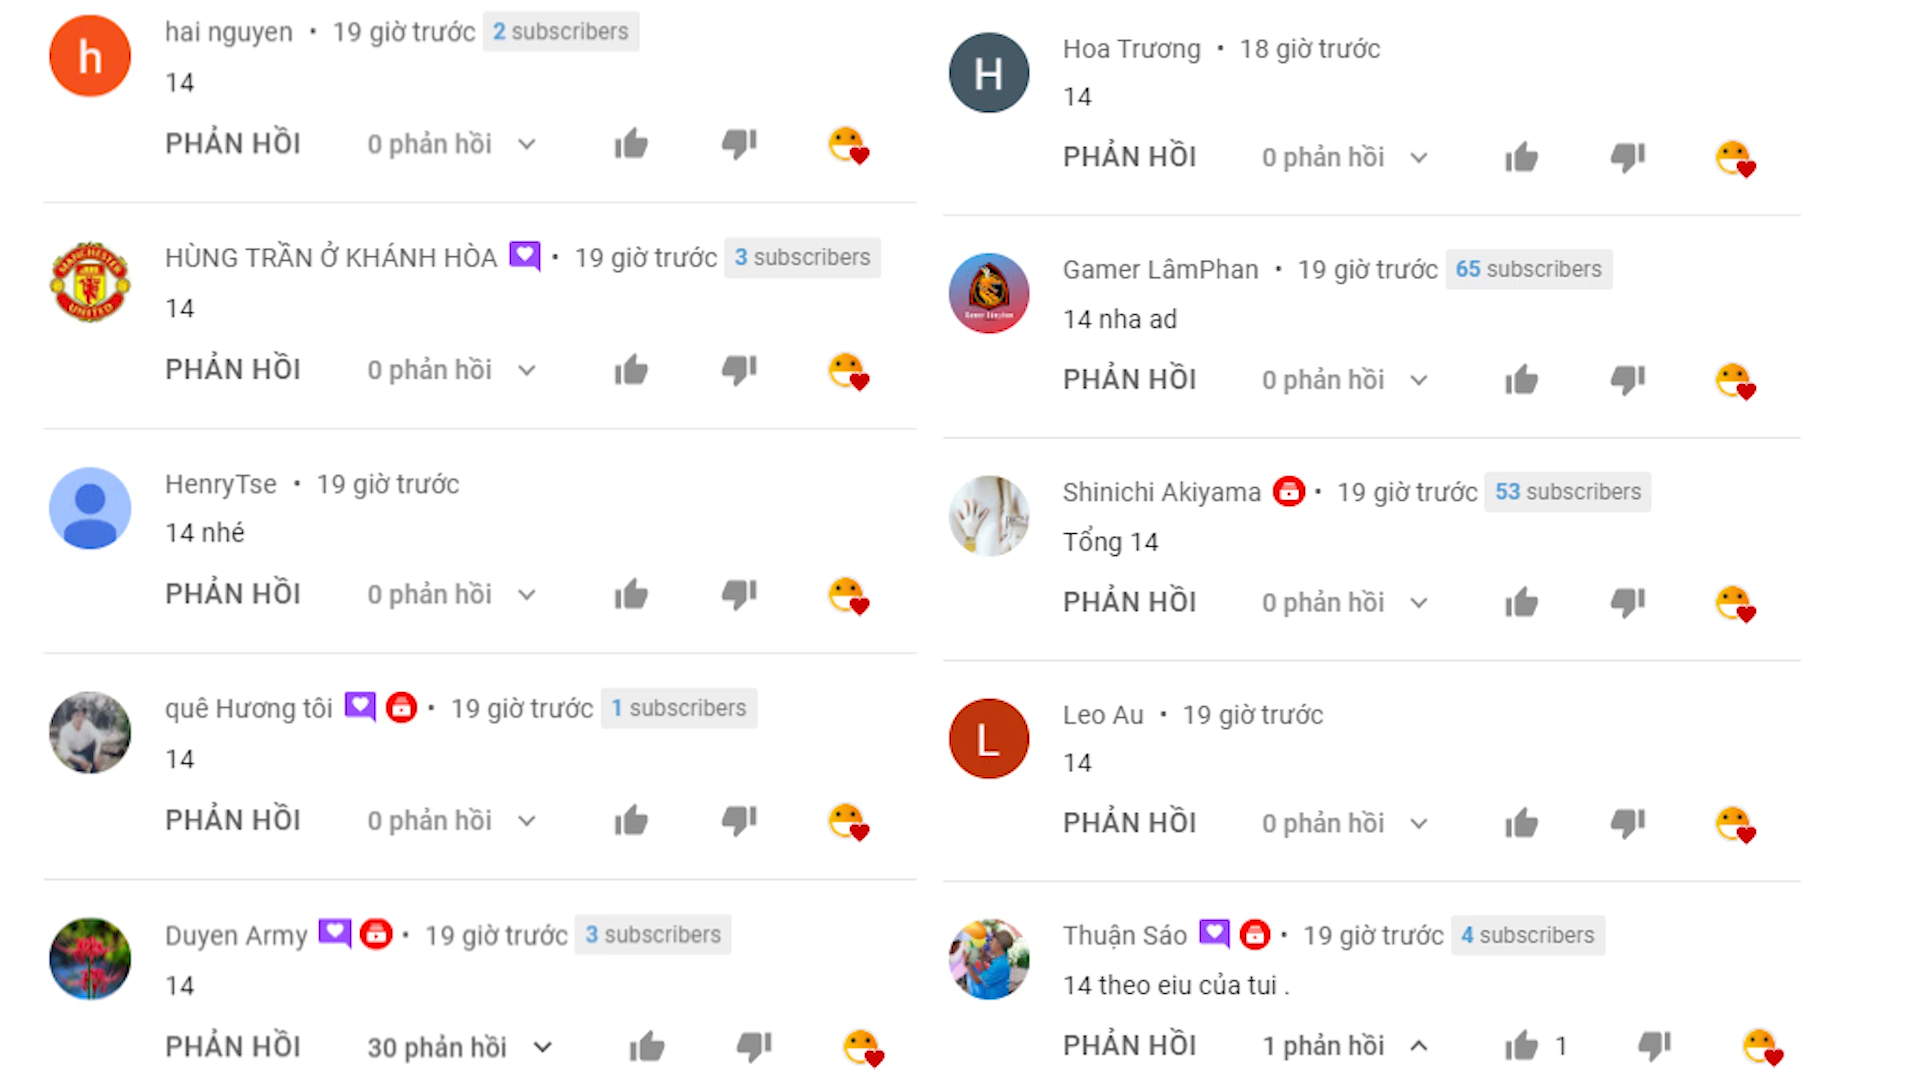 hai nguyen • 19 giờ trước 2 subscribers
14
PHẢN HỒI 0 phản hồi
HÙNG TRẦN Ở KHÁNH HÒA • 19 giờ trước 3 subscribers
14
PHẢN HỒI 0 phản hồi
HenryTse • 19 giờ trước
14 nhé
PHẢN HỒI 0 phản hồi
quê Hương tôi • 19 giờ trước 1 subscribers
14
PHẢN HỒI 0 phản hồi
Duyen Army • 19 giờ trước 3 subscribers
14
PHẢN HỒI 30 phản hồi
Hoa Trương • 18 giờ trước
14
PHẢN HỒI 0 phản hồi
Gamer LâmPhan • 19 giờ trước 65 subscribers
14 nha ad
PHẢN HỒI 0 phản hồi
Shinichi Akiyama • 19 giờ trước 53 subscribers
Tổng 14
PHẢN HỒI 0 phản hồi
Leo Au • 19 giờ trước
14
PHẢN HỒI 0 phản hồi
Thuận Sáo • 19 giờ trước 4 subscribers
14 theo eiu của tui .
PHẢN HỒI 1 phản hồi 1
h
MANCHESTER
UNITED
H
L